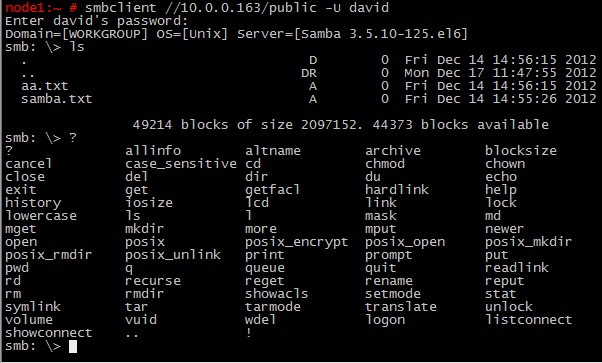 node1:~ # smbclient //10.0.0.163/public -U david
Enter david's password:
Domain=[WORKGROUP] OS=[Unix] Server=[Samba 3.5.10-125.el6]
smb: \> ls
. D 0 Fri Dec 14 14:56:15 2012
.. DR 0 Mon Dec 17 11:47:55 2012
aa.txt A 0 Fri Dec 14 14:56:15 2012
samba.txt A 0 Fri Dec 14 14:55:26 2012
49214 blocks of size 2097152. 44373 blocks available
smb: \> ?
? allinfo altname archive blocksize
cancel case_sensitive cd chmod chown
close del dir du echo
exit get getfacl hardlink help
history iosize lcd link lock
lowercase ls l mask md
mget mkdir more mput newer
open posix posix_encrypt posix_open posix_mkdir
posix_rmdir posix_unlink print prompt put
pwd q queue quit readlink
rd recurse reget rename reput
rm rmdir showacls setmode stat
symlink tar tarmode translate unlock
volume vuid wdel logon listconnect
showconnect .. !
smb: \>